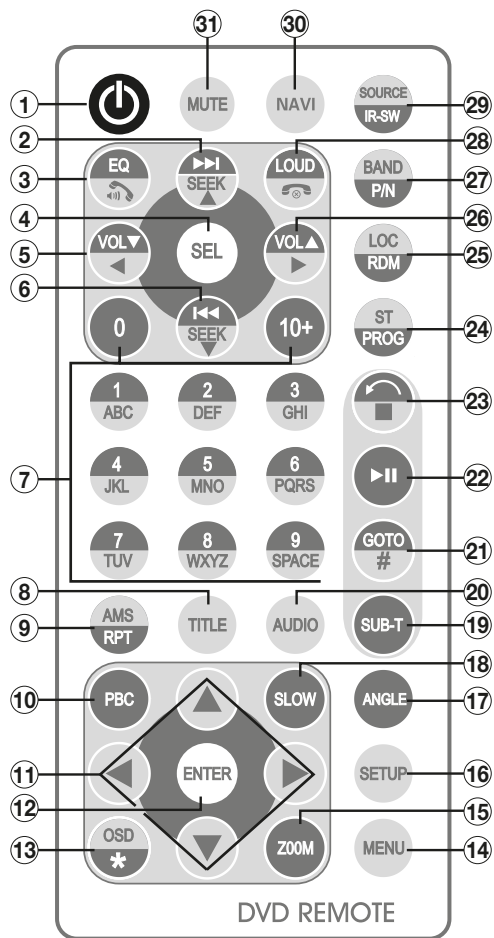 31 30
1 MUTE NAVI SOURCE 29
IR-SW
2 28
3 EQ SEEK LOUD BAND 27
P/N
4 26
5 VOL SEL VOL LOC 25
RDM
6
0 SEEK 10+ ST 24
PROG
1 2 3 23
ABC DEF GHI
7 4 5 6 22
JKL MNO PQRS
7 8 9 GOTO 21
TUV WXYZ SPACE #
8 20
9 AMS TITLE AUDIO SUB-T 19
RPT
18
10 PBC SLOW ANGLE 17
11 ENTER SETUP 16
12 15
13 OSD ZOOM MENU 14
*
DVD REMOTE